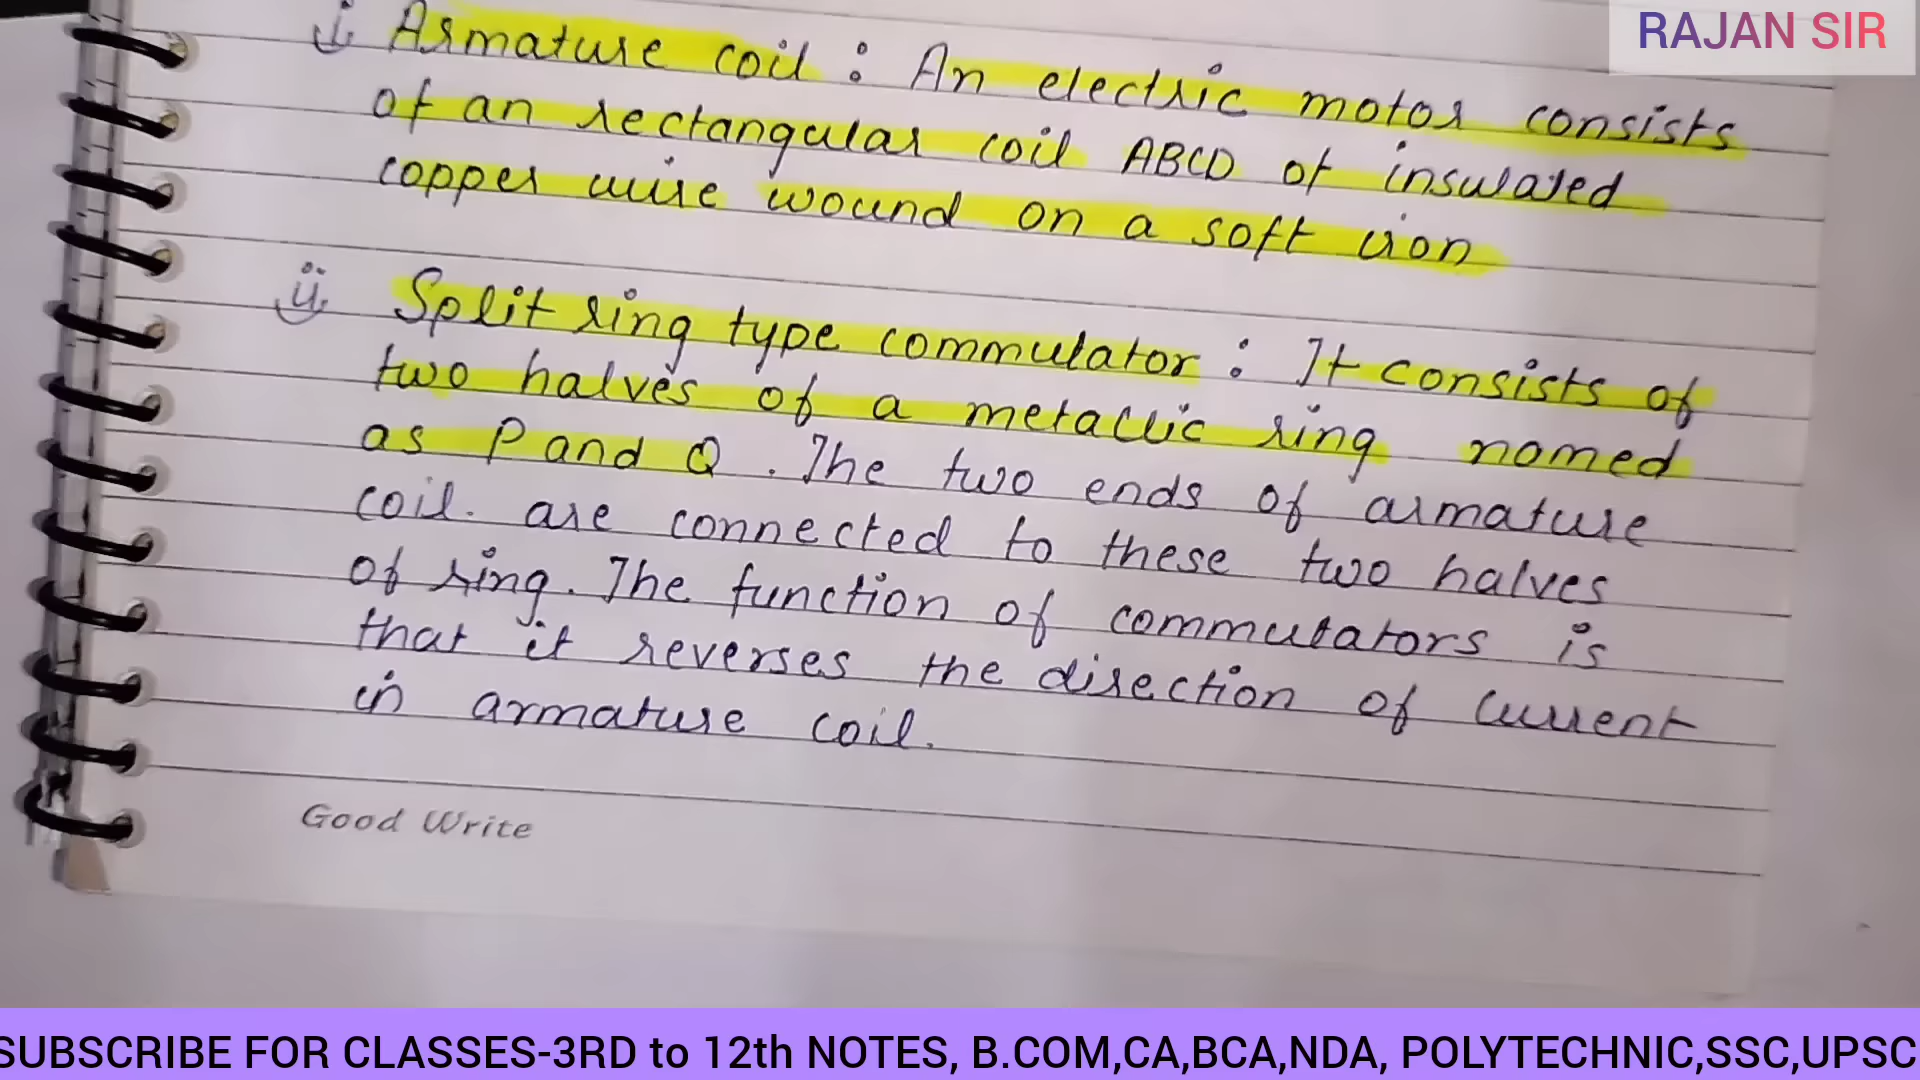 RAJAN SIR
i Armature coil : An electric motor consists
of an rectangular coil ABCD of insulated
copper wire wound on a soft iron
ii Split ring type commutator : It consists of
two halves of a metallic ring named
as P and Q. The two ends of armature
coil. are connected to these two halves
of ring. The function of commutators is
that it reverses the direction of current
in armature coil.
Good Write
SUBSCRIBE FOR CLASSES-3RD to 12th NOTES, B.COM,CA,BCA,NDA, POLYTECHNIC,SSC,UPSC